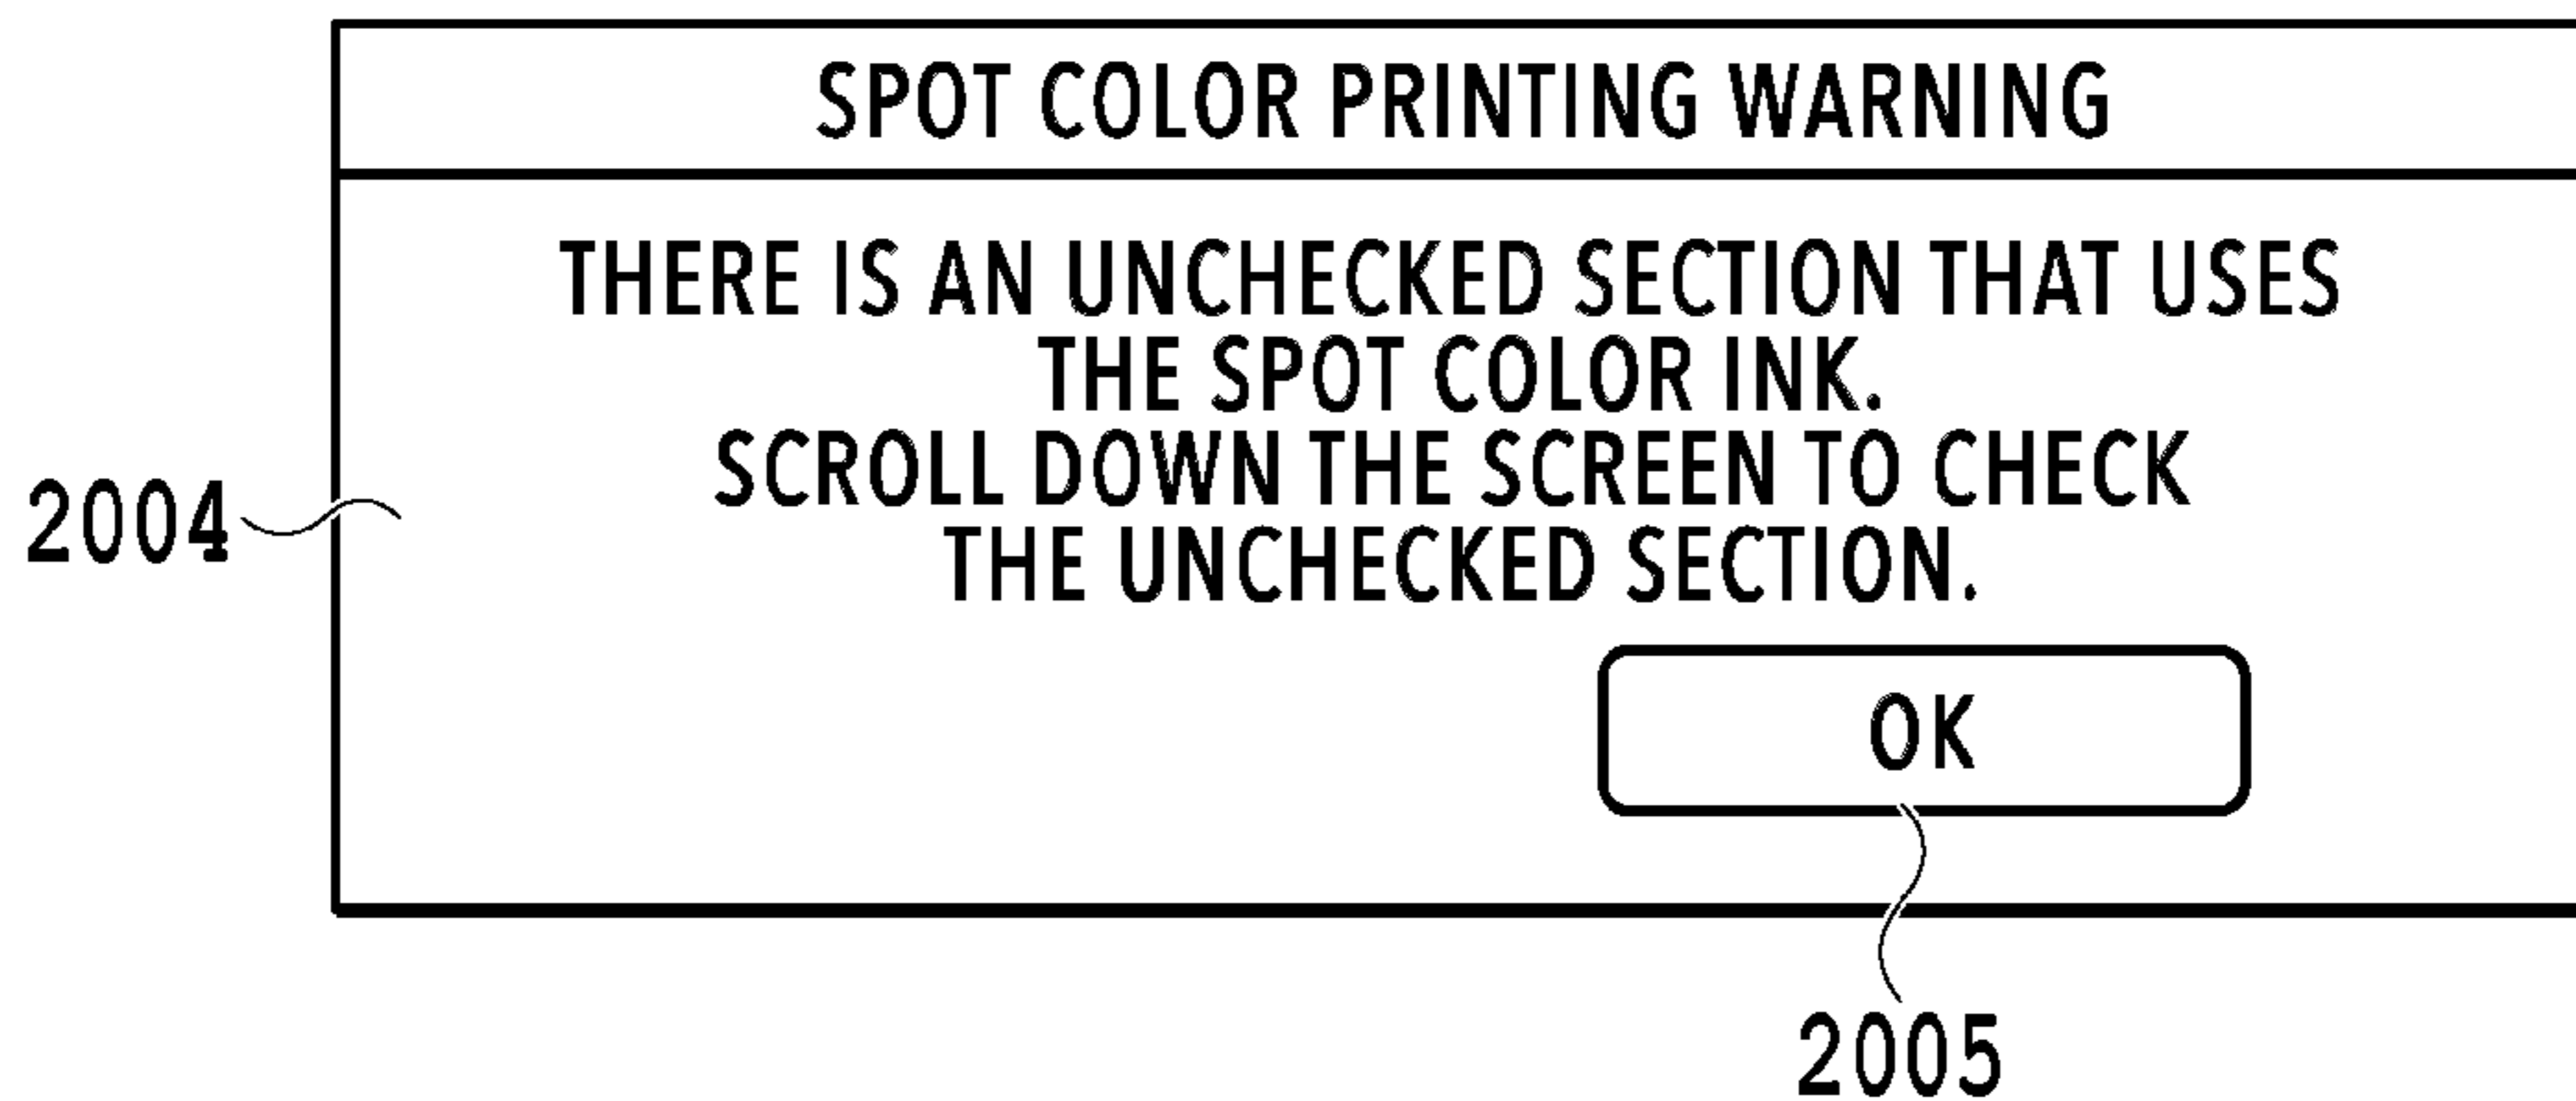 SPOT COLOR PRINTING WARNING
THERE IS AN UNCHECKED SECTION THAT USES
THE SPOT COLOR INK.
SCROLL DOWN THE SCREEN TO CHECK
THE UNCHECKED SECTION.
2004
OK
2005